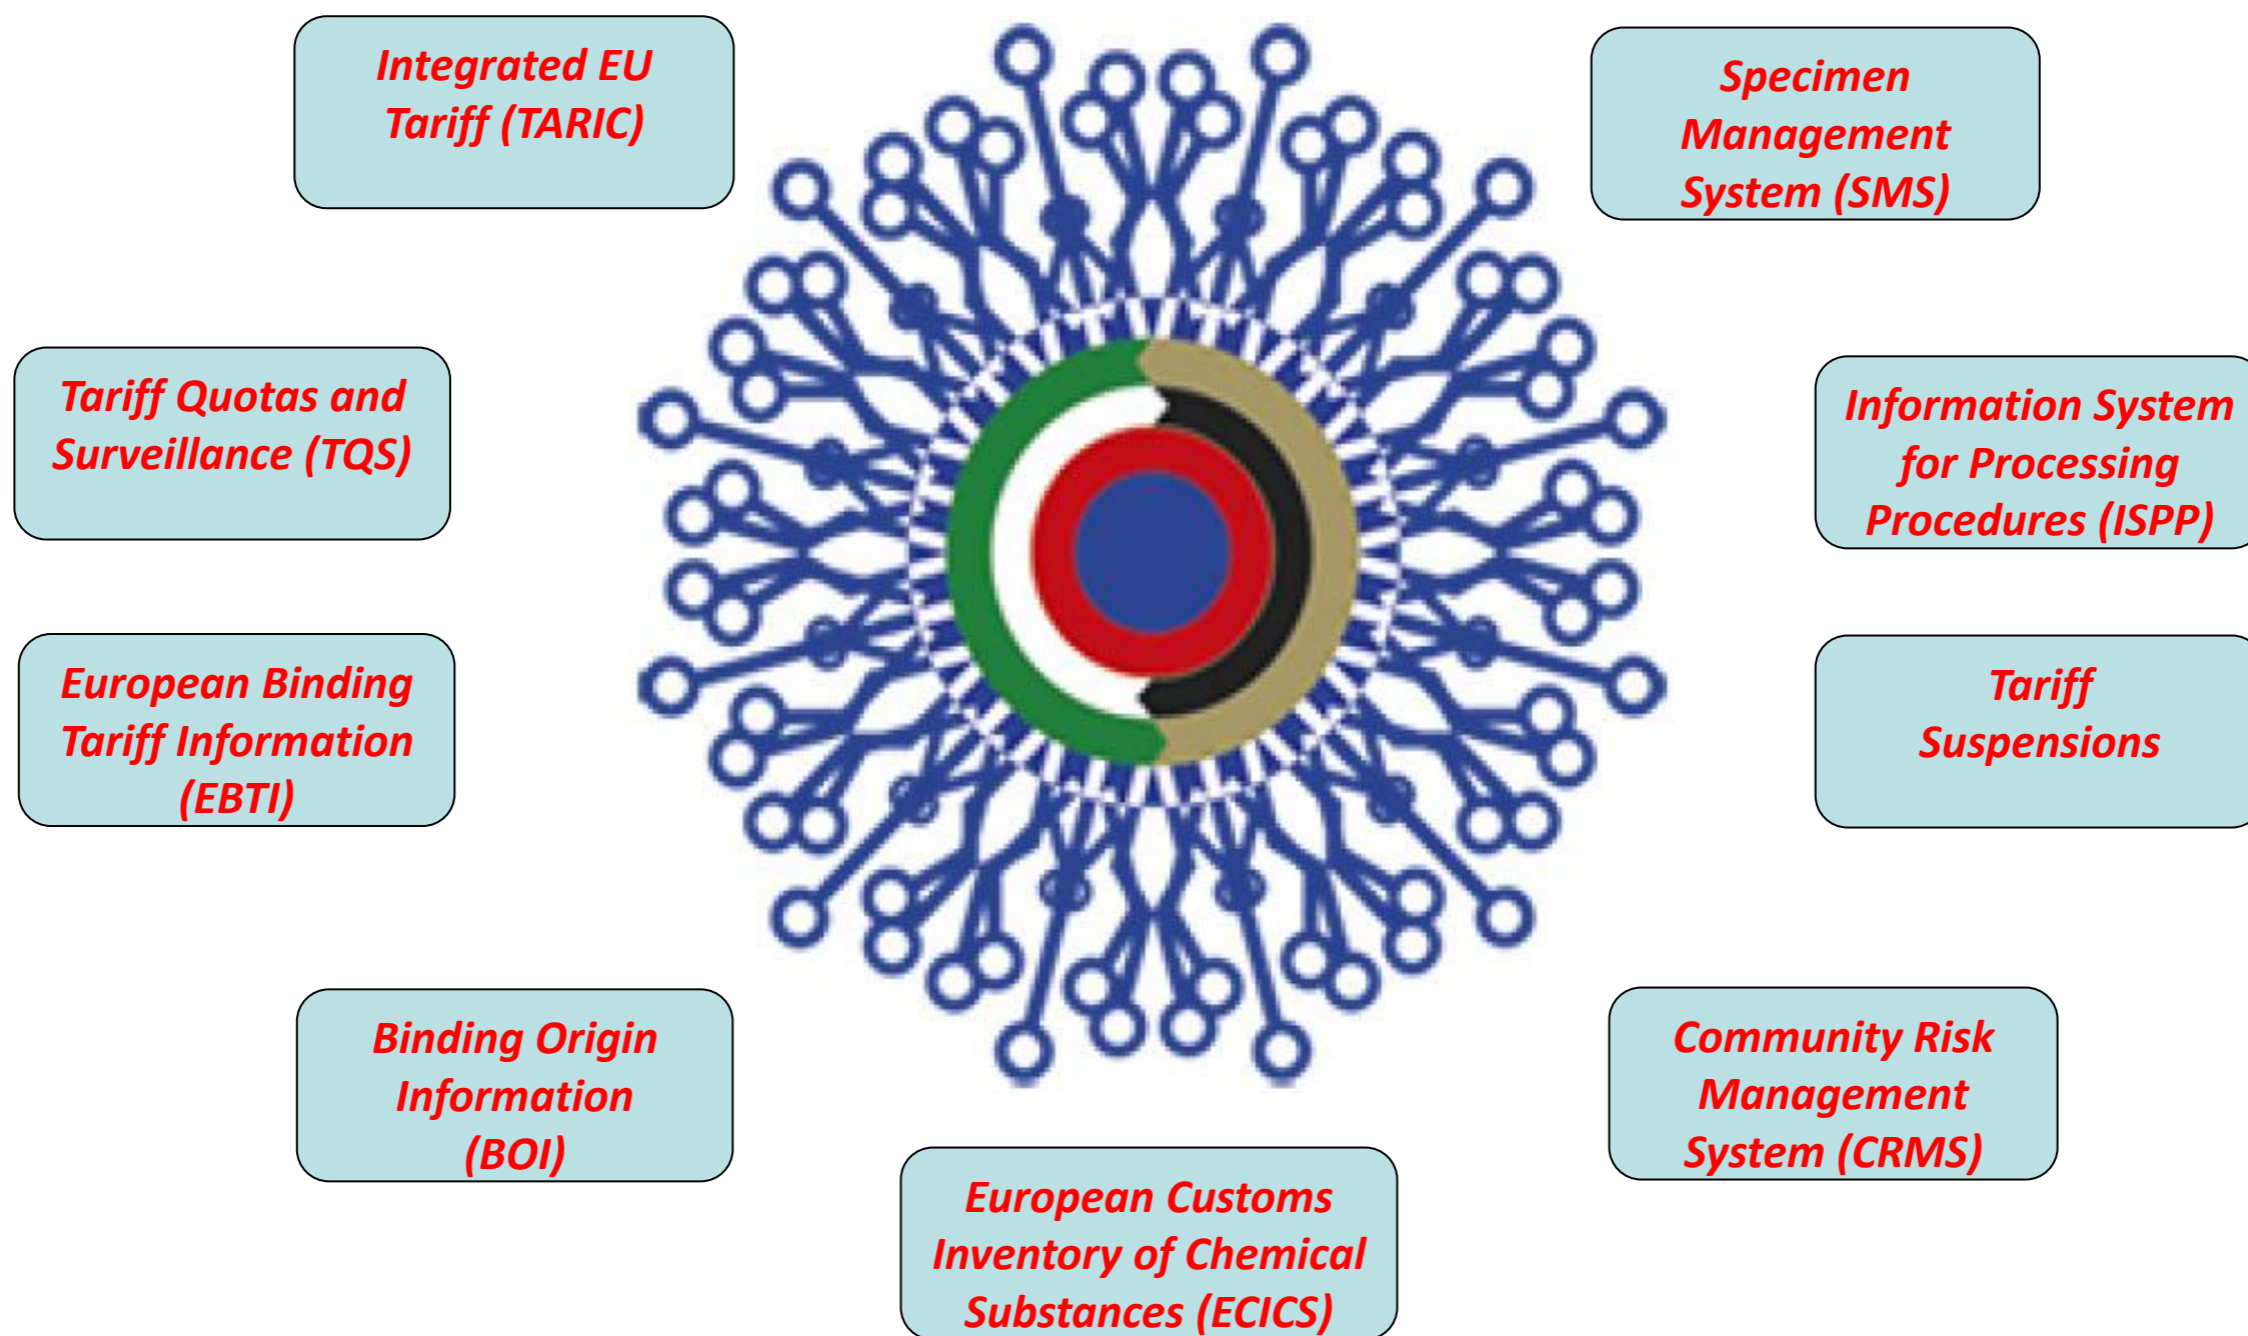 Integrated EU
Tariff (TARIC)
Specimen
Management
System (SMS)
Tariff Quotas and
Surveillance (TQS)
Information System
for Processing
Procedures (ISPP)
European Binding
Tariff Information
(EBTI)
Tariff
Suspensions
Binding Origin
Information
(BOI)
Community Risk
Management
System (CRMS)
European Customs
Inventory of Chemical
Substances (ECICS)